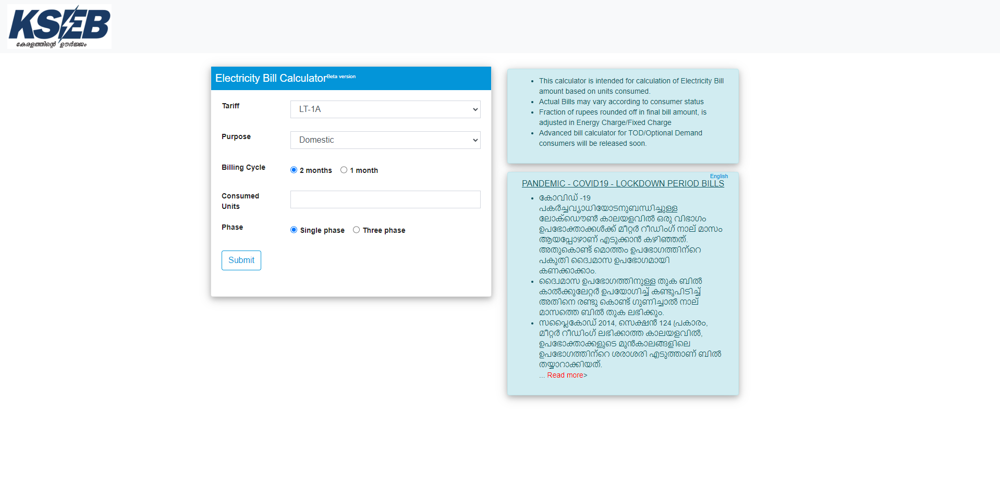 KSEB
കേരളത്തിന്റെ ഊർജ്ജം
Electricity Bill Calculator Beta version
Tariff
LT-1A
Purpose
Domestic
Billing Cycle
2 months
1 month
Consumed
Units
Phase
Single phase
Three phase
Submit
• This calculator is intended for calculation of Electricity Bill
amount based on units consumed.
• Actual Bills may vary according to consumer status
• Fraction of rupees rounded off in final bill amount, is
adjusted in Energy Charge/Fixed Charge
• Advanced bill calculator for TOD/Optional Demand
consumers will be released soon.
English
PANDEMIC - COVID19 - LOCKDOWN PERIOD BILLS
• കോവിഡ് -19
പകർച്ചവ്യാധിയോടനുബന്ധിച്ചുള്ള
ലോക്ഡൌൺ കാലയളവിൽ ഒരു വിഭാഗം
ഉപഭോക്താക്കൾക്ക് മീറ്റർ റീഡിംഗ് നാല് മാസം
ആയപ്പോഴാണ് എടുക്കാൻ കഴിഞ്ഞത്.
അതുകൊണ്ട് മൊത്തം ഉപഭോഗത്തിന്റെ
പകുതി ദ്വൈമാസ ഉപഭോഗമായി
കണക്കാക്കാം.
• ദ്വൈമാസ ഉപഭോഗത്തിനുള്ള തുക ബിൽ
കാൽക്കുലേറ്റർ ഉപയോഗിച്ച് കണ്ടുപിടിച്ച്
അതിനെ രണ്ടു കൊണ്ട് ഗുണിച്ചാൽ നാല്
മാസത്തെ ബിൽ തുക ലഭിക്കും.
• സപ്ലൈകോഡ് 2014, സെക്ഷൻ 124 പ്രകാരം,
മീറ്റർ റീഡിംഗ് ലഭിക്കാത്ത കാലയളവിൽ,
ഉപഭോക്താക്കളുടെ മുൻകാലങ്ങളിലെ
ഉപഭോഗത്തിന്റെ ശരാശരി എടുത്താണ് ബിൽ
തയ്യാറാക്കിയത്.
... Read more>